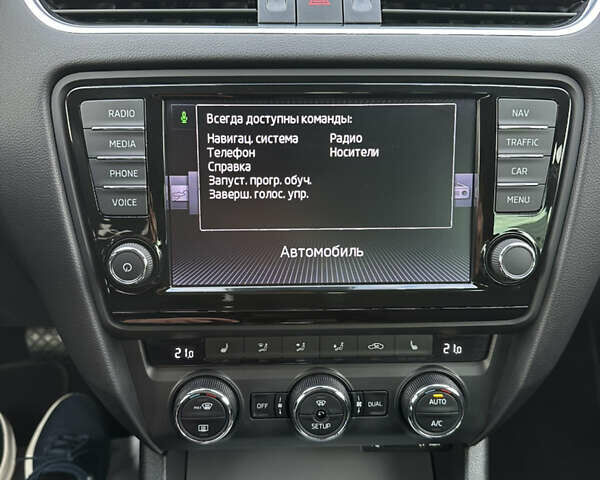 RADIO
MEDIA
PHONE
VOICE
Всегда доступны команды:
Навигац. система Радио
Телефон Носители
Справка
Запуст. прогр. обуч.
Заверш. голос. упр.
Автомобиль
NAV
TRAFFIC
CAR
MENU
21.0 21.0
MAX OFF SETUP DUAL AUTO A/C